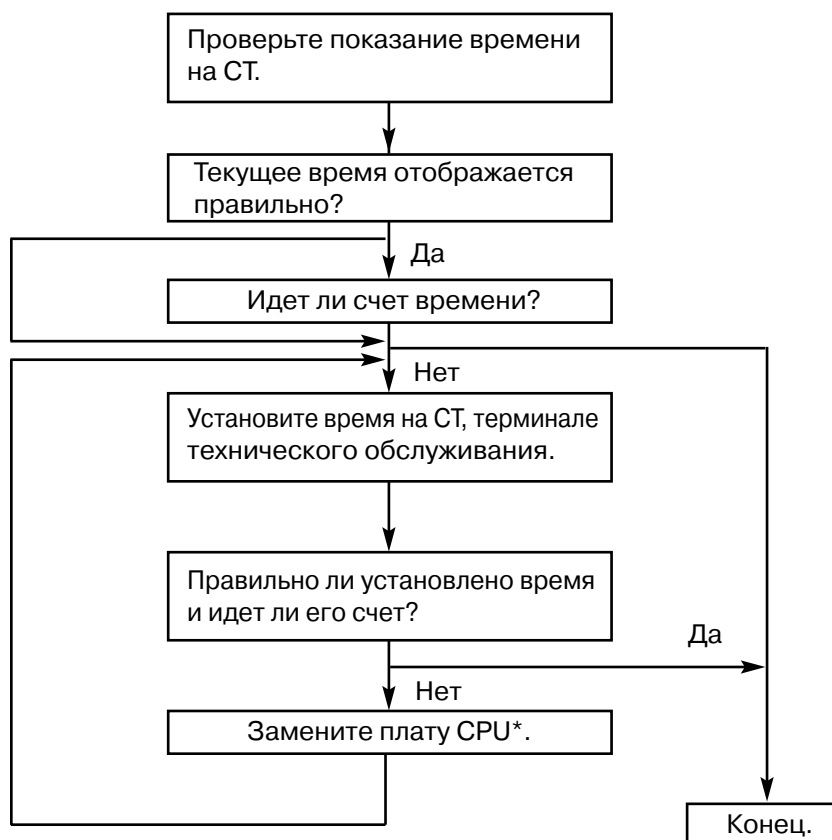 Проверьте показание времени
на СТ.
Текущее время отображается
правильно?
Да
Идет ли счет времени?
Нет
Установите время на СТ, терминале
технического обслуживания.
Правильно ли установлено время
и идет ли его счет?
Да
Нет
Замените плату CPU*.
Конец.